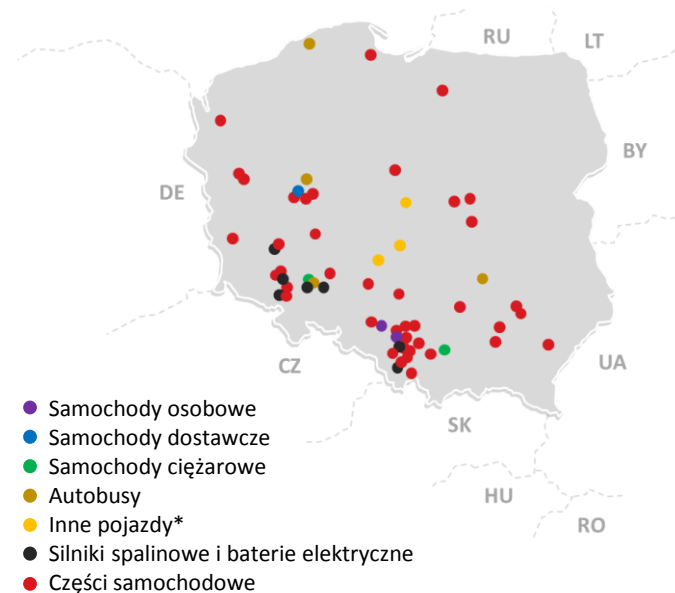 RU
LT
BY
DE
CZ
UA
SK
HU
RO
Samochody osobowe
Samochody dostawcze
Samochody ciężarowe
Autobusy
Inne pojazdy*
Silniki spalinowe i baterie elektryczne
Części samochodowe